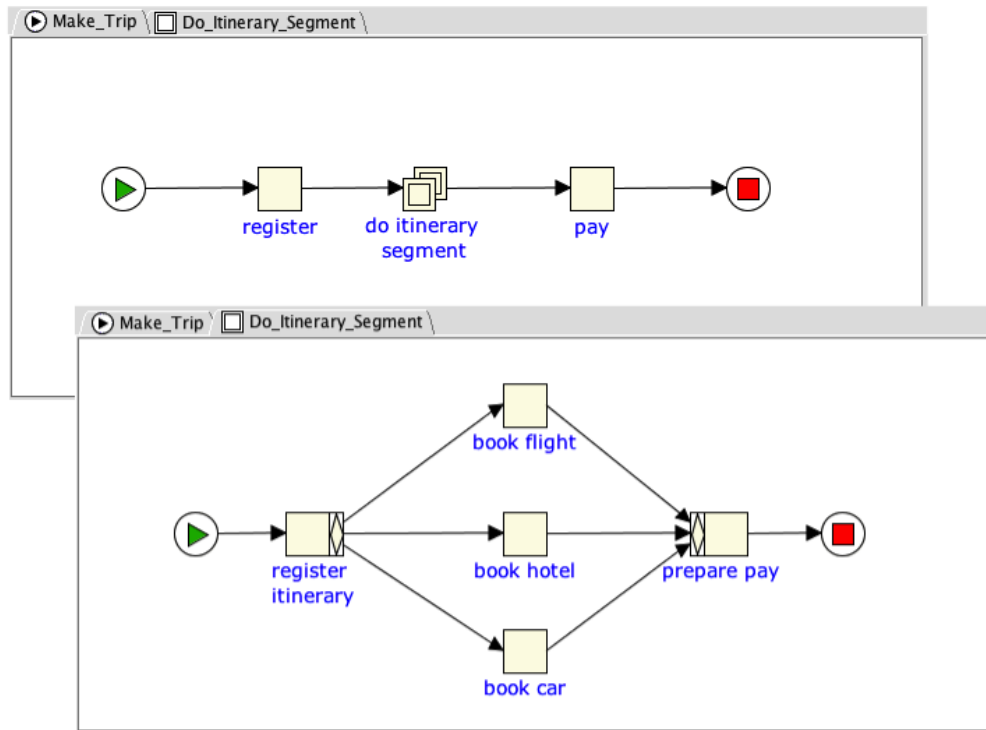 Make_Trip
Do_Itinerary_Segment
register
do itinerary
segment
pay
Make_Trip
Do_Itinerary_Segment
book flight
register
itinerary
book hotel
prepare pay
book car